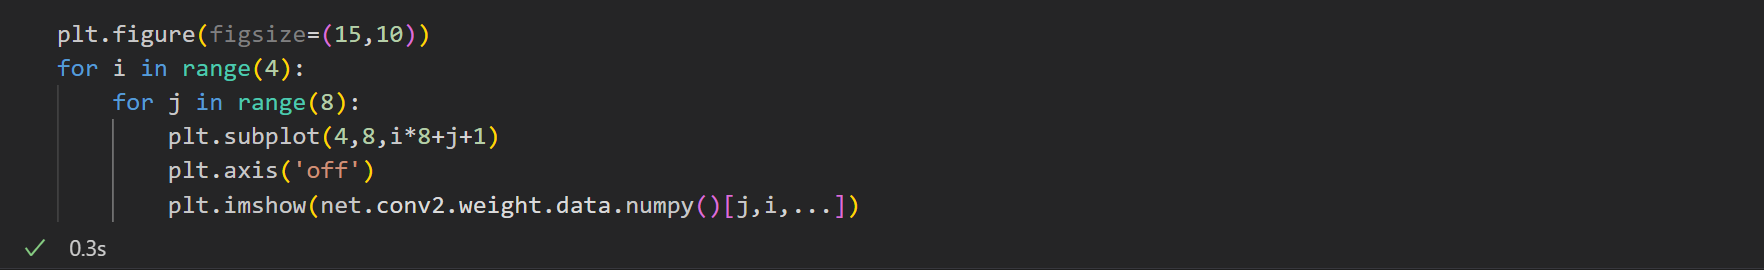 plt.figure(figsize=(15,10))
for i in range(4):
    for j in range(8):
        plt.subplot(4,8,i*8+j+1)
        plt.axis('off')
        plt.imshow(net.conv2.weight.data.numpy()[j,i,...])
✓ 0.3s